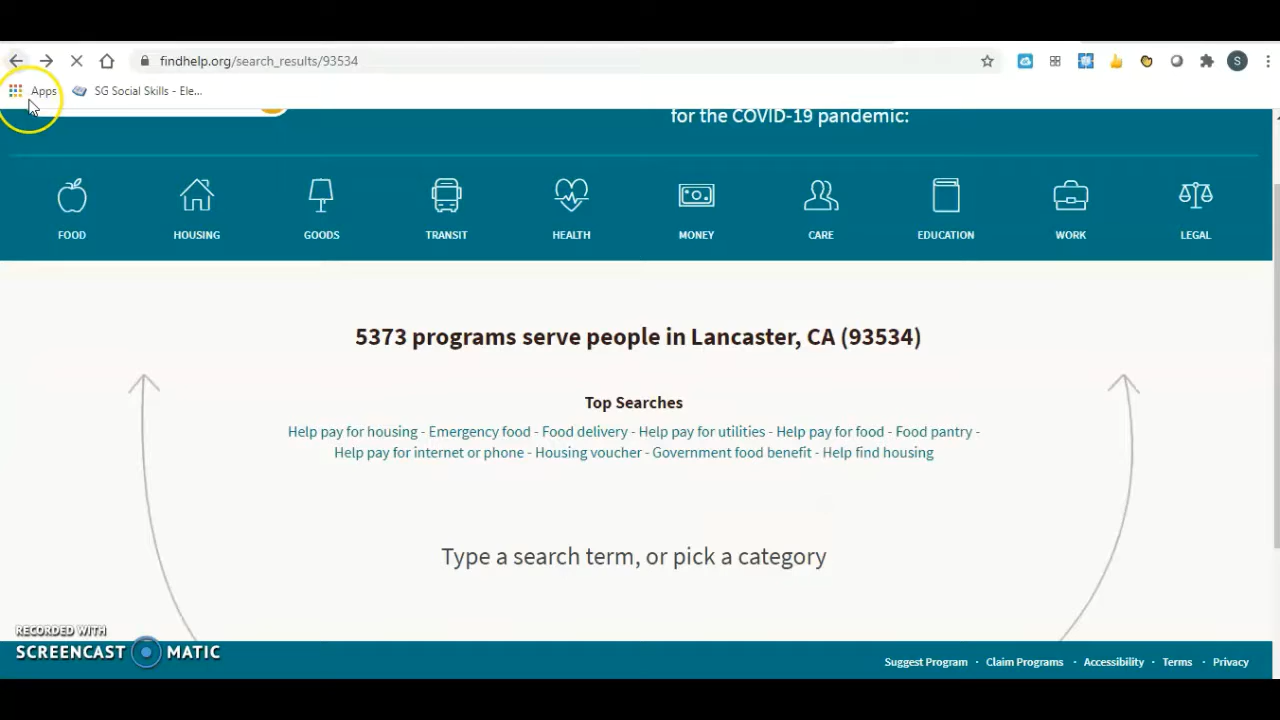 findhelp.org/search_results/93534
S
Apps
SG Social Skills - Ele...
for the COVID-19 pandemic:
FOOD
HOUSING
GOODS
TRANSIT
HEALTH
MONEY
CARE
EDUCATION
WORK
LEGAL
5373 programs serve people in Lancaster, CA (93534)
Top Searches
Help pay for housing - Emergency food - Food delivery - Help pay for utilities - Help pay for food - Food pantry -
Help pay for internet or phone - Housing voucher - Government food benefit - Help find housing
Type a search term, or pick a category
RECORDED WITH
SCREENCAST MATIC
Suggest Program · Claim Programs · Accessibility · Terms · Privacy